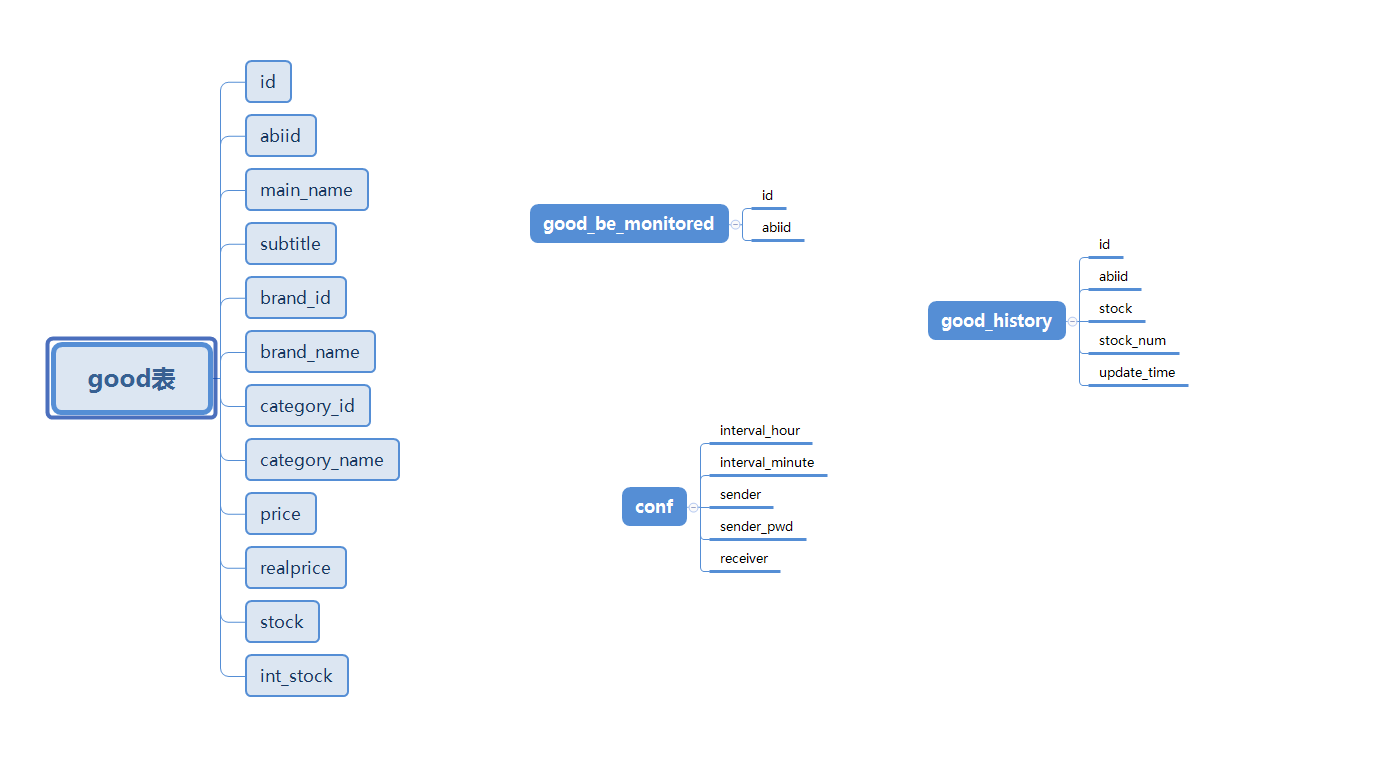 good表
id
abiid
main_name
subtitle
brand_id
brand_name
category_id
category_name
price
realprice
stock
int_stock
good_be_monitored
id
abiid
good_history
id
abiid
stock
stock_num
update_time
conf
interval_hour
interval_minute
sender
sender_pwd
receiver